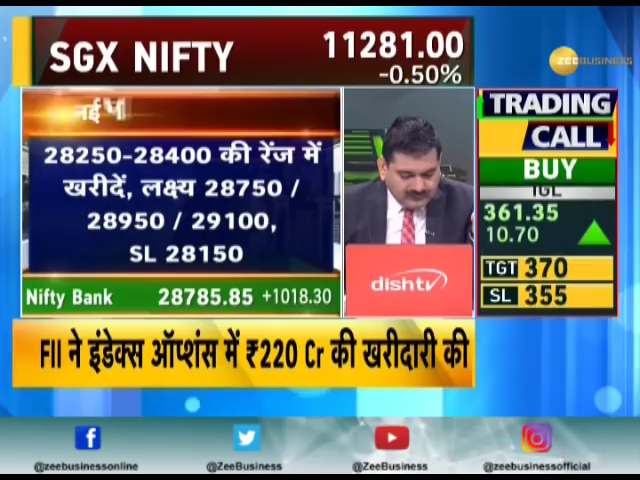 SGX NIFTY
11281.00
-0.50%
ZEE BUSINESS
नई
28250-28400 की रेंज में
खरीदें, लक्ष्य 28750 /
28950 / 29100,
SL 28150
Nifty Bank 28785.85 +1018.30
dishtv
TRADING
CALL
BUY
IGL
361.35
10.70
TGT 370
SL 355
FII ने इंडेक्स ऑप्शंस में ₹220 Cr की खरीदारी की
@zeebusinessonline
@ZeeBusiness
@ZeeBusiness
@zeebusinessofficial